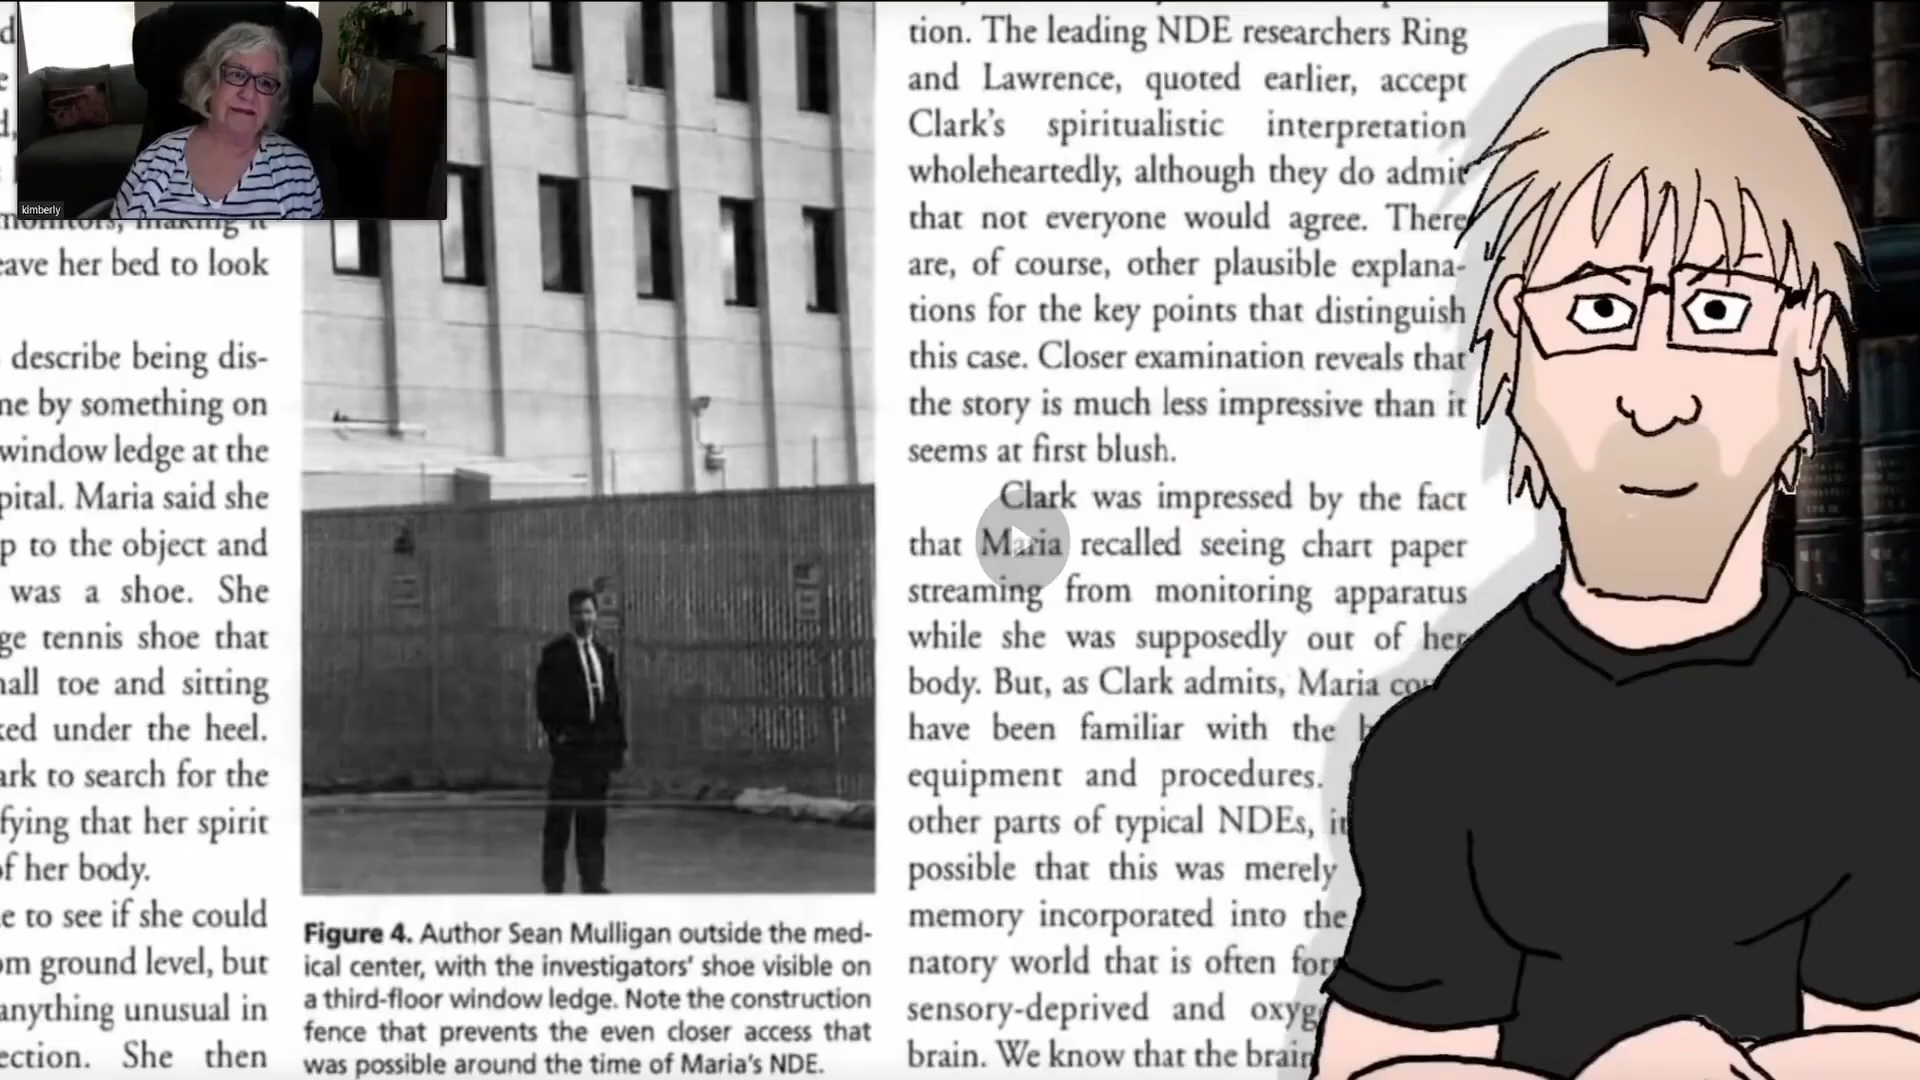 kimberly
eave her bed to look
describe being dis-
me by something on
window ledge at the
pital. Maria said she
p to the object and
was a shoe. She
ge tennis shoe that
mall toe and sitting
ked under the heel.
ark to search for the
fying that her spirit
of her body.
e to see if she could
om ground level, but
anything unusual in
ection. She then
Figure 4. Author Sean Mulligan outside the med-
ical center, with the investigators' shoe visible on
a third-floor window ledge. Note the construction
fence that prevents the even closer access that
was possible around the time of Maria's NDE.
tion. The leading NDE researchers Ring
and Lawrence, quoted earlier, accept
Clark's spiritualistic interpretation
wholeheartedly, although they do admit
that not everyone would agree. There
are, of course, other plausible explana-
tions for the key points that distinguish
this case. Closer examination reveals that
the story is much less impressive than it
seems at first blush.
Clark was impressed by the fact
that Maria recalled seeing chart paper
streaming from monitoring apparatus
while she was supposedly out of her
body. But, as Clark admits, Maria cou
have been familiar with the h
equipment and procedures.
other parts of typical NDEs, it
possible that this was merely
memory incorporated into the
natory world that is often for
sensory-deprived and oxyg
brain. We know that the brain